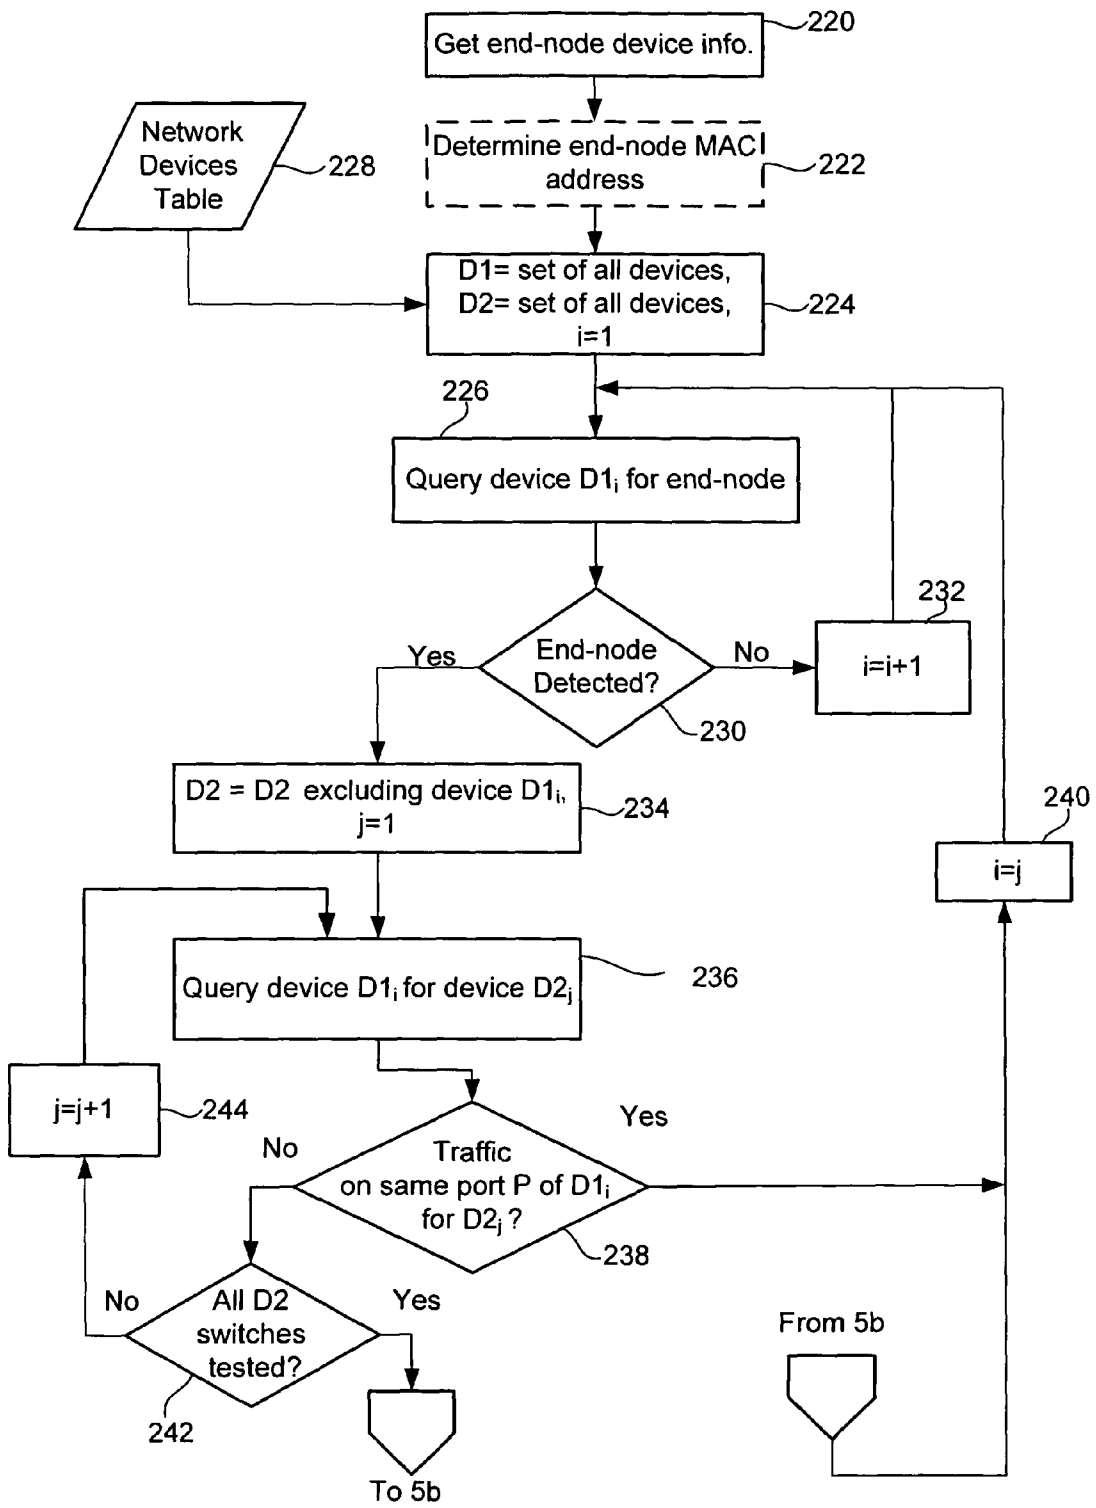 Get end-node device info.
220
Network
Devices
Table
228
Determine end-node MAC
address
222
D1= set of all devices,
D2= set of all devices,
i=1
224
226
Query device D1i for end-node
232
Yes
End-node
Detected?
No
i=i+1
230
D2 = D2 excluding device D1i,
j=1
234
240
i=j
Query device D1i for device D2j
236
j=j+1
244
Yes
No
Traffic
on same port P of D1i
for D2j ?
238
No
All D2
switches
tested?
Yes
242
From 5b
To 5b